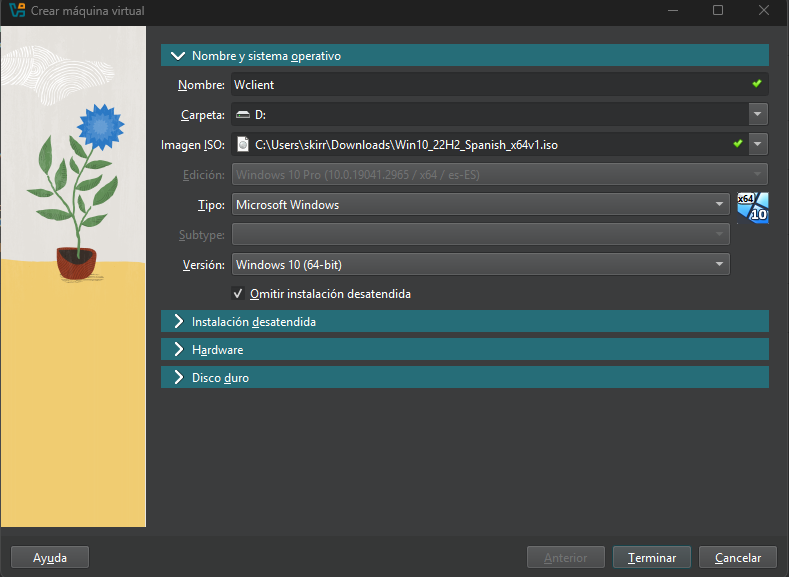 Crear máquina virtual
Nombre y sistema operativo
Nombre: Wclient
Carpeta: D:
Imagen ISO: C:\Users\skirr\Downloads\Win10_22H2_Spanish_x64v1.iso
Edición: Windows 10 Pro (10.0.19041.2965 / x64 / es-ES)
Tipo: Microsoft Windows
x64
10
Subtype:
Versión: Windows 10 (64-bit)
Omitir instalación desatendida
Instalación desatendida
Hardware
Disco duro
Ayuda Anterior Terminar Cancelar